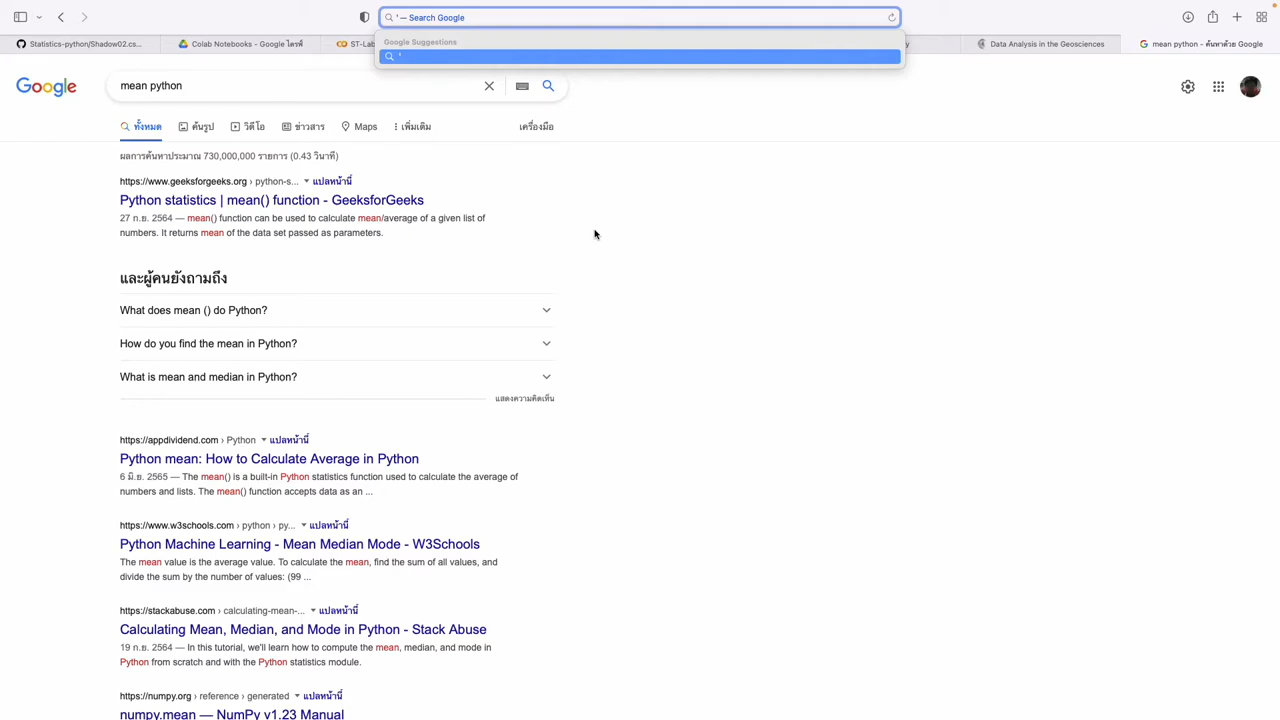 ' — Search Google
Google Suggestions
'
Statistics-python/Shadow02.cs...
Colab Notebooks - Google ไดรฟ์
ST-Lab
y
Data Analysis in the Geosciences
mean python - ค้นหาด้วย Google
Google
mean python
ทั้งหมด
ค้นรูป
วิดีโอ
ข่าวสาร
Maps
เพิ่มเติม
เครื่องมือ
ผลการค้นหาประมาณ 730,000,000 รายการ (0.43 วินาที)
https://www.geeksforgeeks.org › python-s... แปลหน้านี้
Python statistics | mean() function - GeeksforGeeks
27 ก.ย. 2564 — mean() function can be used to calculate mean/average of a given list of
numbers. It returns mean of the data set passed as parameters.
และผู้คนยังถามถึง
What does mean () do Python?
How do you find the mean in Python?
What is mean and median in Python?
แสดงความคิดเห็น
https://appdividend.com › Python แปลหน้านี้
Python mean: How to Calculate Average in Python
6 มิ.ย. 2565 — The mean() is a built-in Python statistics function used to calculate the average of
numbers and lists. The mean() function accepts data as an ...
https://www.w3schools.com › python › py... แปลหน้านี้
Python Machine Learning - Mean Median Mode - W3Schools
The mean value is the average value. To calculate the mean, find the sum of all values, and
divide the sum by the number of values: (99 ...
https://stackabuse.com › calculating-mean-... แปลหน้านี้
Calculating Mean, Median, and Mode in Python - Stack Abuse
19 ก.ย. 2564 — In this tutorial, we'll learn how to compute the mean, median, and mode in
Python from scratch and with the Python statistics module.
https://numpy.org › reference › generated แปลหน้านี้
numpy.mean — NumPy v1.23 Manual